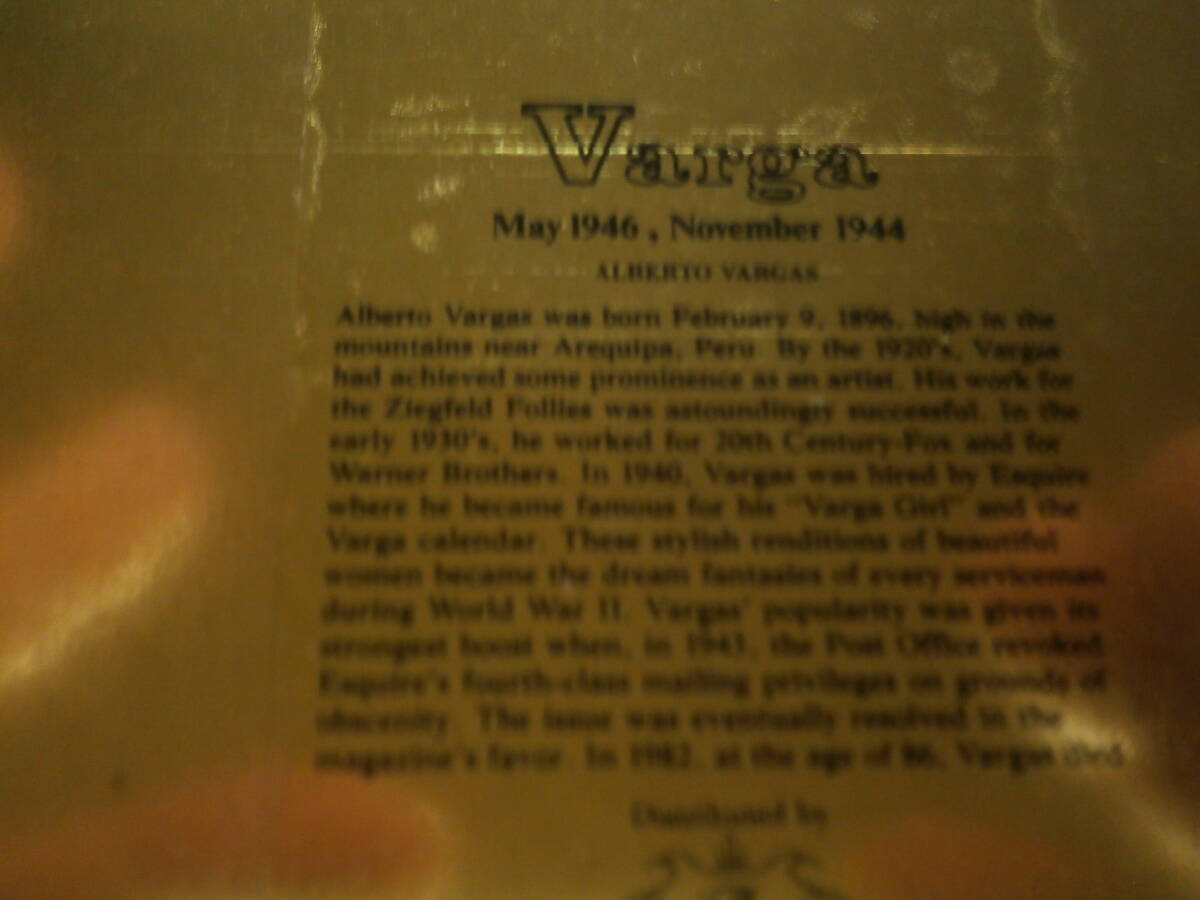 Varga
May 1946 , November 1944
ALBERTO VARGAS
Alberto Vargas was born February 9, 1896, high in the
mountains near Arequipa, Peru. By the 1920's, Vargas
had achieved some prominence as an artist. His work for
the Ziegfeld Follies was astoundingly successful. In the
early 1930's, he worked for 20th Century-Fox and for
Warner Brothers. In 1940, Vargas was hired by Esquire
where he became famous for his "Varga Girl" and the
Varga calendar. These stylish renditions of beautiful
women became the dream fantasies of every serviceman
during World War II. Vargas' popularity was given its
strongest boost when, in 1943, the Post Office revoked
Esquire's fourth-class mailing privileges on grounds of
obscenity. The issue was eventually resolved in the
magazine's favor. In 1982, at the age of 86, Vargas died.
Distributed by